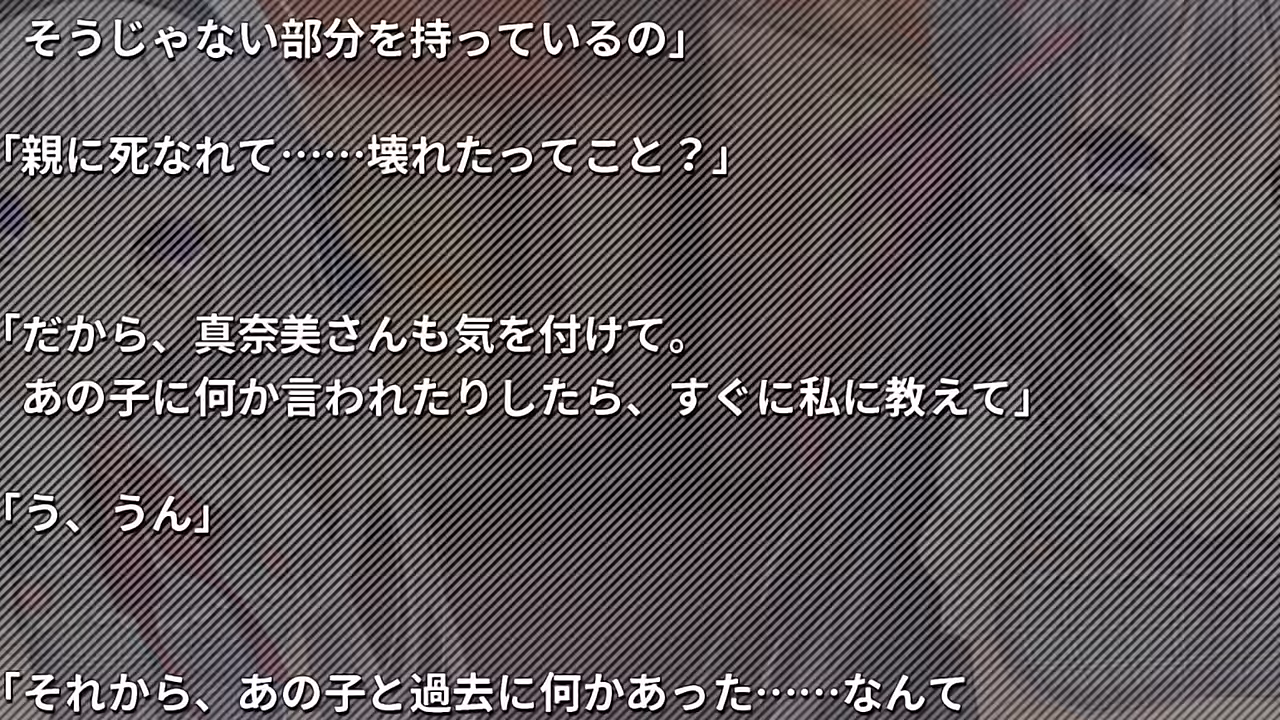 そうじゃない部分を持っているの」
「親に死なれて……壊れたってこと？」
「だから、真奈美さんも気を付けて。
あの子に何か言われたりしたら、すぐに私に教えて」
「う、うん」
「それから、あの子と過去に何かあった……なんて